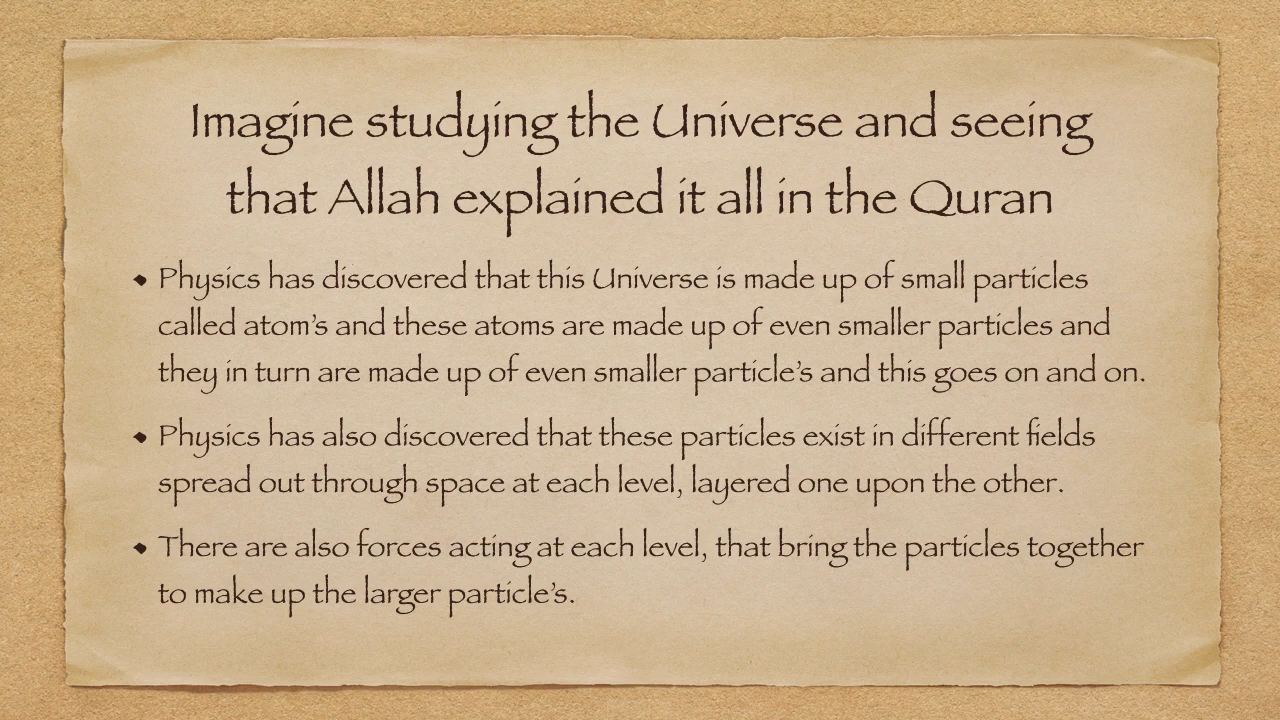 Imagine studying the Universe and seeing
that Allah explained it all in the Quran
• Physics has discovered that this Universe is made up of small particles
called atom's and these atoms are made up of even smaller particles and
they in turn are made up of even smaller particle's and this goes on and on.
• Physics has also discovered that these particles exist in different fields
spread out through space at each level, layered one upon the other.
• There are also forces acting at each level, that bring the particles together
to make up the larger particle's.